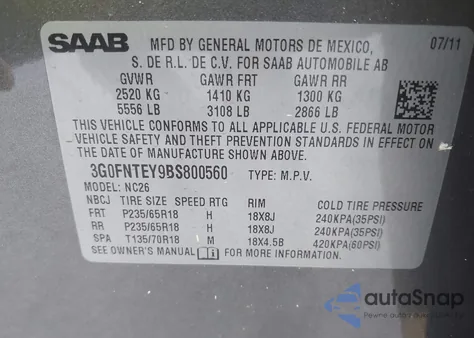 SAAB MFD BY GENERAL MOTORS DE MEXICO, 07/11
S. DE R.L. DE C.V. FOR SAAB AUTOMOBILE AB
GVWR GAWR FRT GAWR RR
2520 KG 1410 KG 1300 KG
5556 LB 3108 LB 2866 LB
THIS VEHICLE CONFORMS TO ALL APPLICABLE U.S. FEDERAL MOTOR
VEHICLE SAFETY AND THEFT PREVENTION STANDARDS IN EFFECT ON
THE DATE OF MANUFACTURE SHOWN ABOVE.
3G0FNTEY9BS800560 TYPE: M.P.V.
MODEL: NC26
NBCJ TIRE SIZE SPEED RTG RIM COLD TIRE PRESSURE
FRT P235/65R18 H 18X8J 240KPA(35PSI)
RR P235/65R18 H 18X8J 240KPA(35PSI)
SPA T135/70R18 M 18X4.5B 420KPA(60PSI)
SEE OWNER'S MANUAL FOR MORE INFORMATION.
autoSnap
POWERED BY